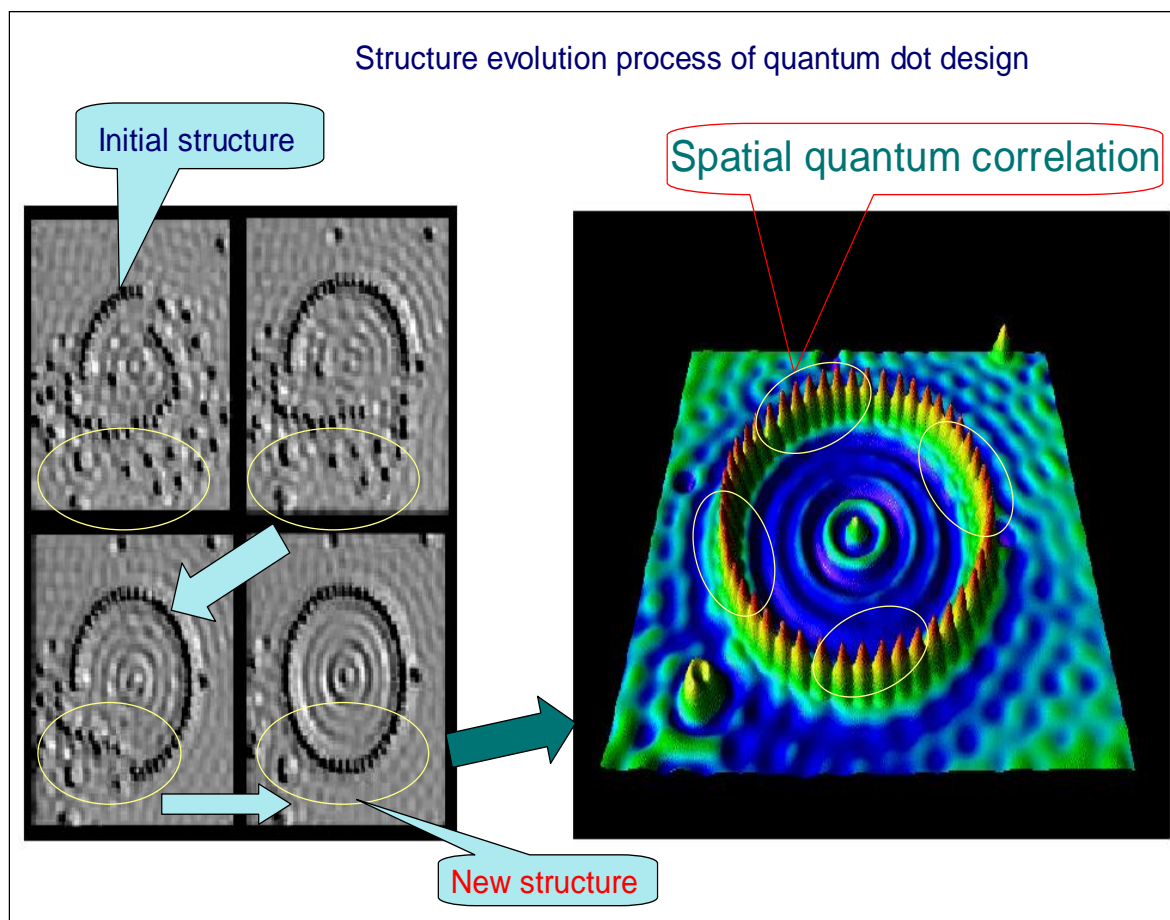 Structure evolution process of quantum dot design
Initial structure
Spatial quantum correlation
New structure